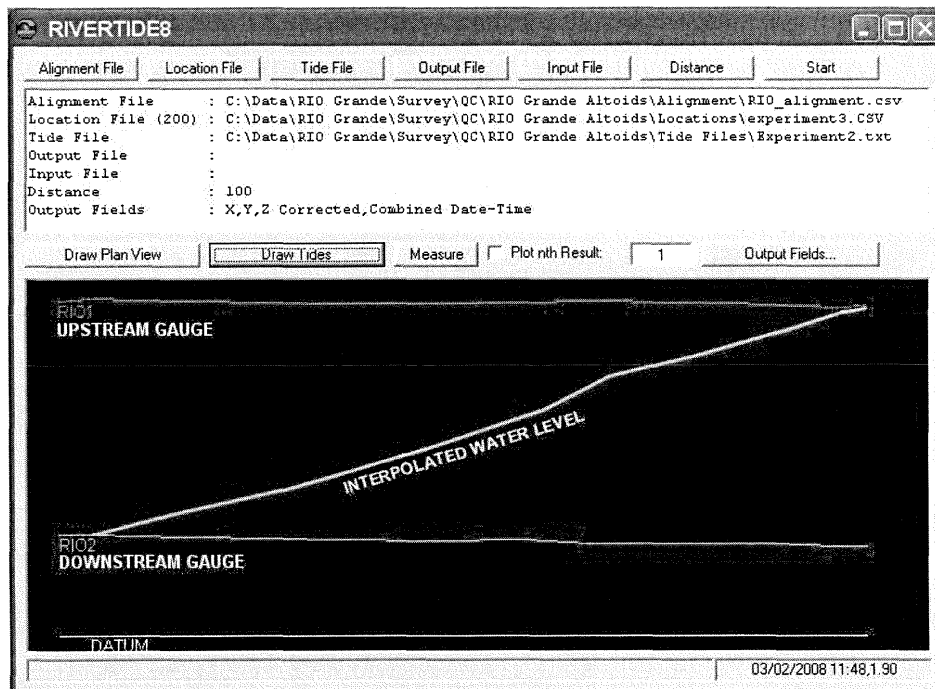 RIVERTIDE8
Alignment File Location File Tide File Output File Input File Distance Start
Alignment File : C:\Data\RIO Grande\Survey\QC\RIO Grande Altoids\Alignment\RIO_alignment.csv
Location File (200) : C:\Data\RIO Grande\Survey\QC\RIO Grande Altoids\Locations\experiment3.CSV
Tide File : C:\Data\RIO Grande\Survey\QC\RIO Grande Altoids\Tide Files\Experiment2.txt
Output File :
Input File :
Distance : 100
Output Fields : X,Y,Z Corrected,Combined Date-Time
Draw Plan View Draw Tides Measure Plot nth Result: 1 Output Fields...
RIO1
UPSTREAM GAUGE
INTERPOLATED WATER LEVEL
RIO2
DOWNSTREAM GAUGE
DATUM
03/02/2008 11:48,1.90